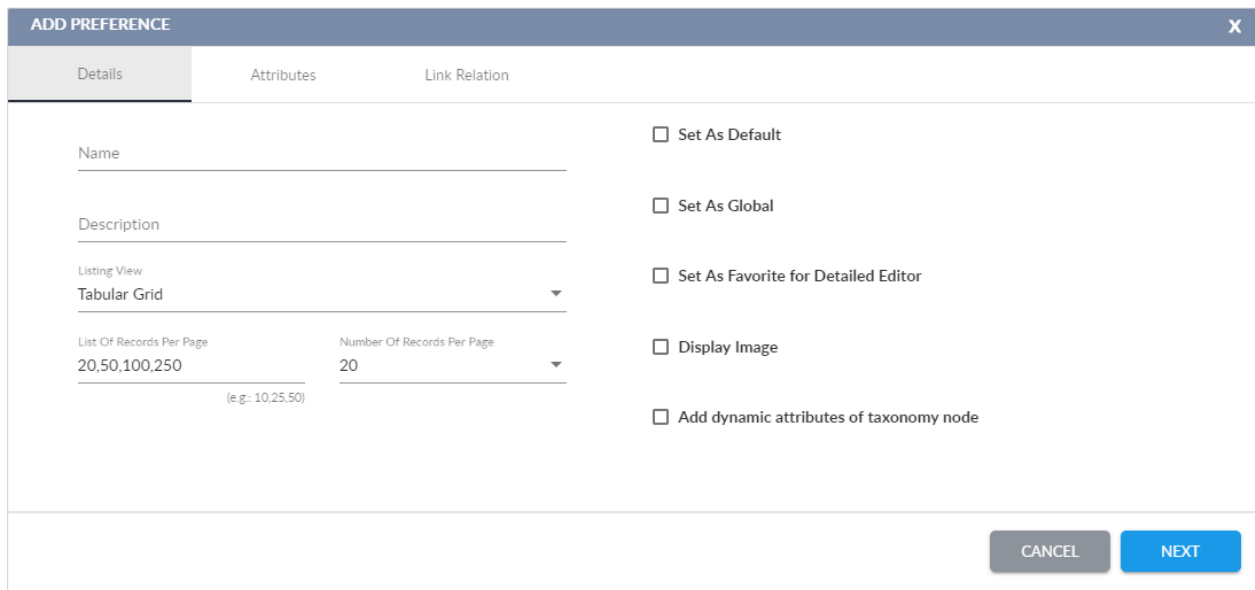 ADD PREFERENCE X
Details Attributes Link Relation
Name
Description
Listing View
Tabular Grid
List Of Records Per Page Number Of Records Per Page
20,50,100,250 20
(e.g.: 10,25,50)
Set As Default
Set As Global
Set As Favorite for Detailed Editor
Display Image
Add dynamic attributes of taxonomy node
CANCEL NEXT